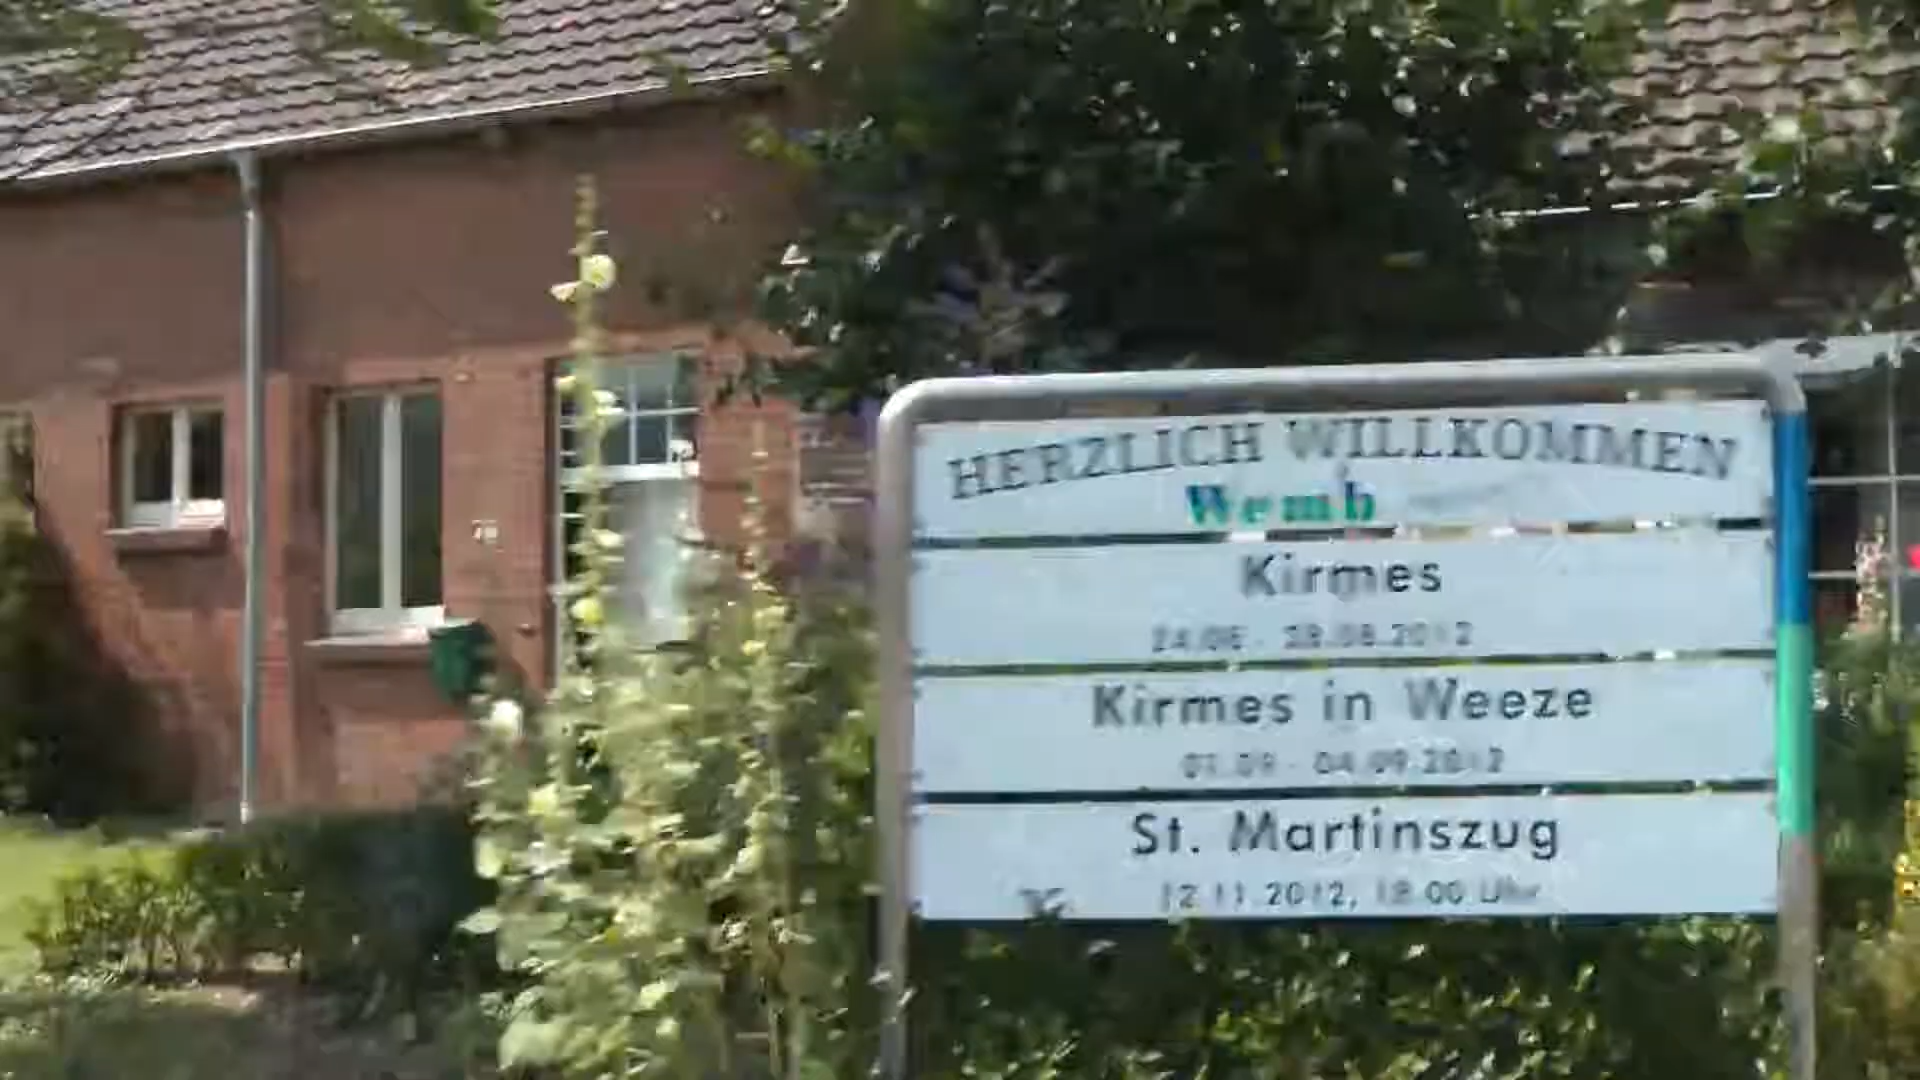 HERZLICH WILLKOMMEN
Wemb
Kirmes
24.08 - 28.08.2012
Kirmes in Weeze
01.09 - 04.09.2012
St. Martinszug
12.11.2012, 18.00 Uhr